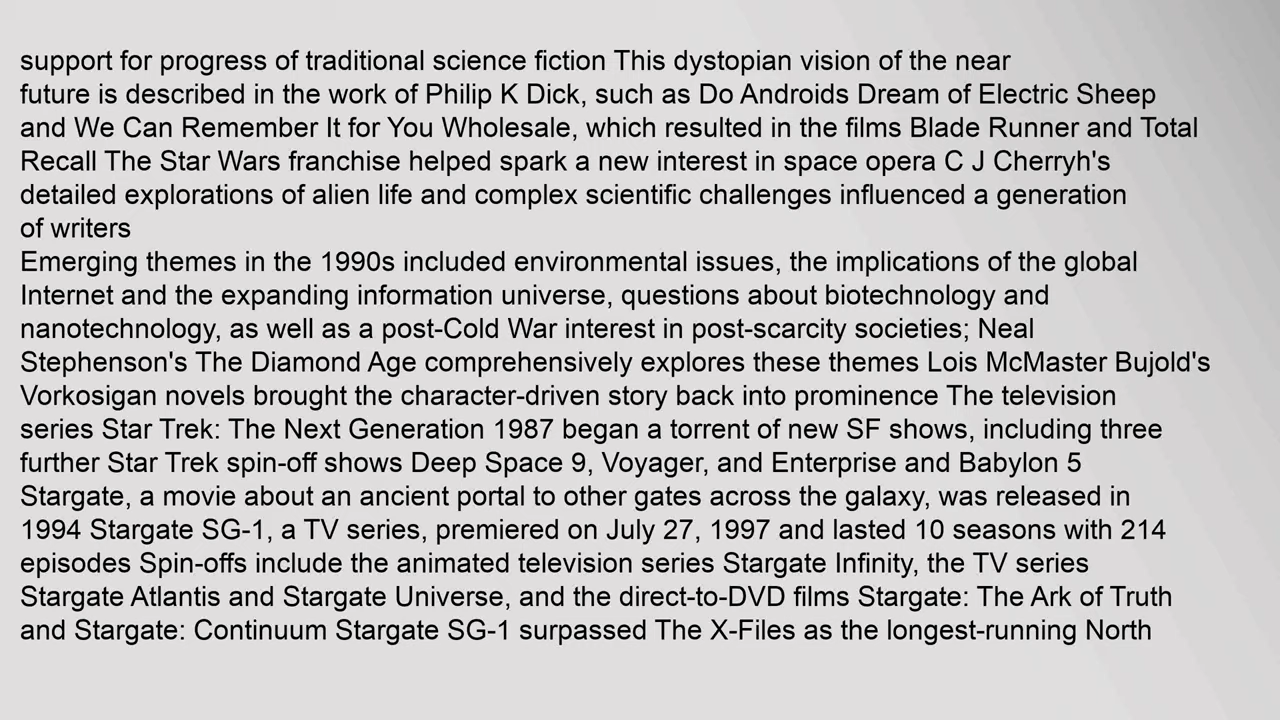 support for progress of traditional science fiction This dystopian vision of the near
future is described in the work of Philip K Dick, such as Do Androids Dream of Electric Sheep
and We Can Remember It for You Wholesale, which resulted in the films Blade Runner and Total
Recall The Star Wars franchise helped spark a new interest in space opera C J Cherryh's
detailed explorations of alien life and complex scientific challenges influenced a generation
of writers
Emerging themes in the 1990s included environmental issues, the implications of the global
Internet and the expanding information universe, questions about biotechnology and
nanotechnology, as well as a post-Cold War interest in post-scarcity societies; Neal
Stephenson's The Diamond Age comprehensively explores these themes Lois McMaster Bujold's
Vorkosigan novels brought the character-driven story back into prominence The television
series Star Trek: The Next Generation 1987 began a torrent of new SF shows, including three
further Star Trek spin-off shows Deep Space 9, Voyager, and Enterprise and Babylon 5
Stargate, a movie about an ancient portal to other gates across the galaxy, was released in
1994 Stargate SG-1, a TV series, premiered on July 27, 1997 and lasted 10 seasons with 214
episodes Spin-offs include the animated television series Stargate Infinity, the TV series
Stargate Atlantis and Stargate Universe, and the direct-to-DVD films Stargate: The Ark of Truth
and Stargate: Continuum Stargate SG-1 surpassed The X-Files as the longest-running North